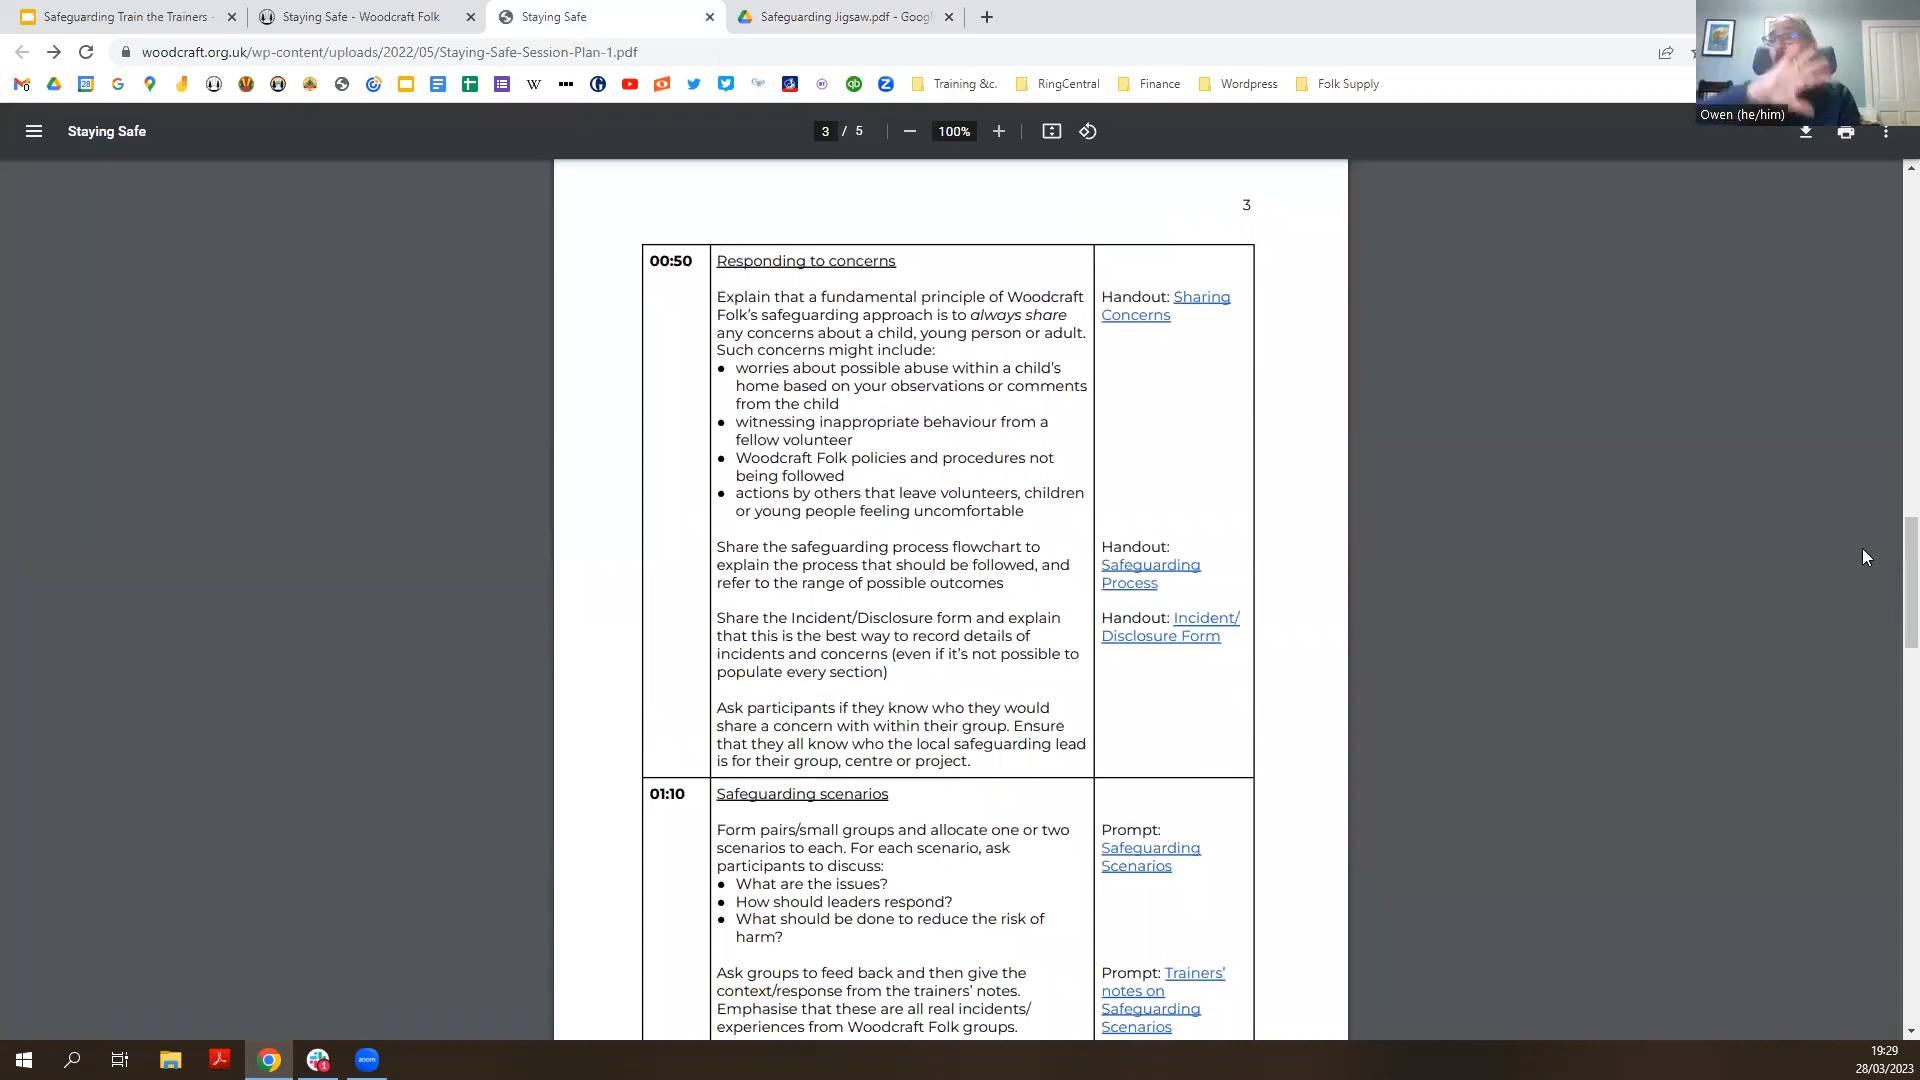 Safeguarding Train the Trainers -
Staying Safe - Woodcraft Folk
Staying Safe
Safeguarding Jigsaw.pdf - Goog
woodcraft.org.uk/wp-content/uploads/2022/05/Staying-Safe-Session-Plan-1.pdf
Training &c.
RingCentral
Finance
Wordpress
Folk Supply
Owen (he/him)
Staying Safe
3 / 5
100%
3
00:50
Responding to concerns
Explain that a fundamental principle of Woodcraft
Folk's safeguarding approach is to always share
any concerns about a child, young person or adult.
Such concerns might include:
● worries about possible abuse within a child's
home based on your observations or comments
from the child
● witnessing inappropriate behaviour from a
fellow volunteer
● Woodcraft Folk policies and procedures not
being followed
● actions by others that leave volunteers, children
or young people feeling uncomfortable
Handout: Sharing
Concerns
Share the safeguarding process flowchart to
explain the process that should be followed, and
refer to the range of possible outcomes
Handout:
Safeguarding
Process
Share the Incident/Disclosure form and explain
that this is the best way to record details of
incidents and concerns (even if it's not possible to
populate every section)
Handout: Incident/
Disclosure Form
Ask participants if they know who they would
share a concern with within their group. Ensure
that they all know who the local safeguarding lead
is for their group, centre or project.
01:10
Safeguarding scenarios
Form pairs/small groups and allocate one or two
scenarios to each. For each scenario, ask
participants to discuss:
● What are the issues?
● How should leaders respond?
● What should be done to reduce the risk of
harm?
Prompt:
Safeguarding
Scenarios
Ask groups to feed back and then give the
context/response from the trainers' notes.
Emphasise that these are all real incidents/
experiences from Woodcraft Folk groups.
Prompt: Trainers'
notes on
Safeguarding
Scenarios
zoom
1
19:29
28/03/2023